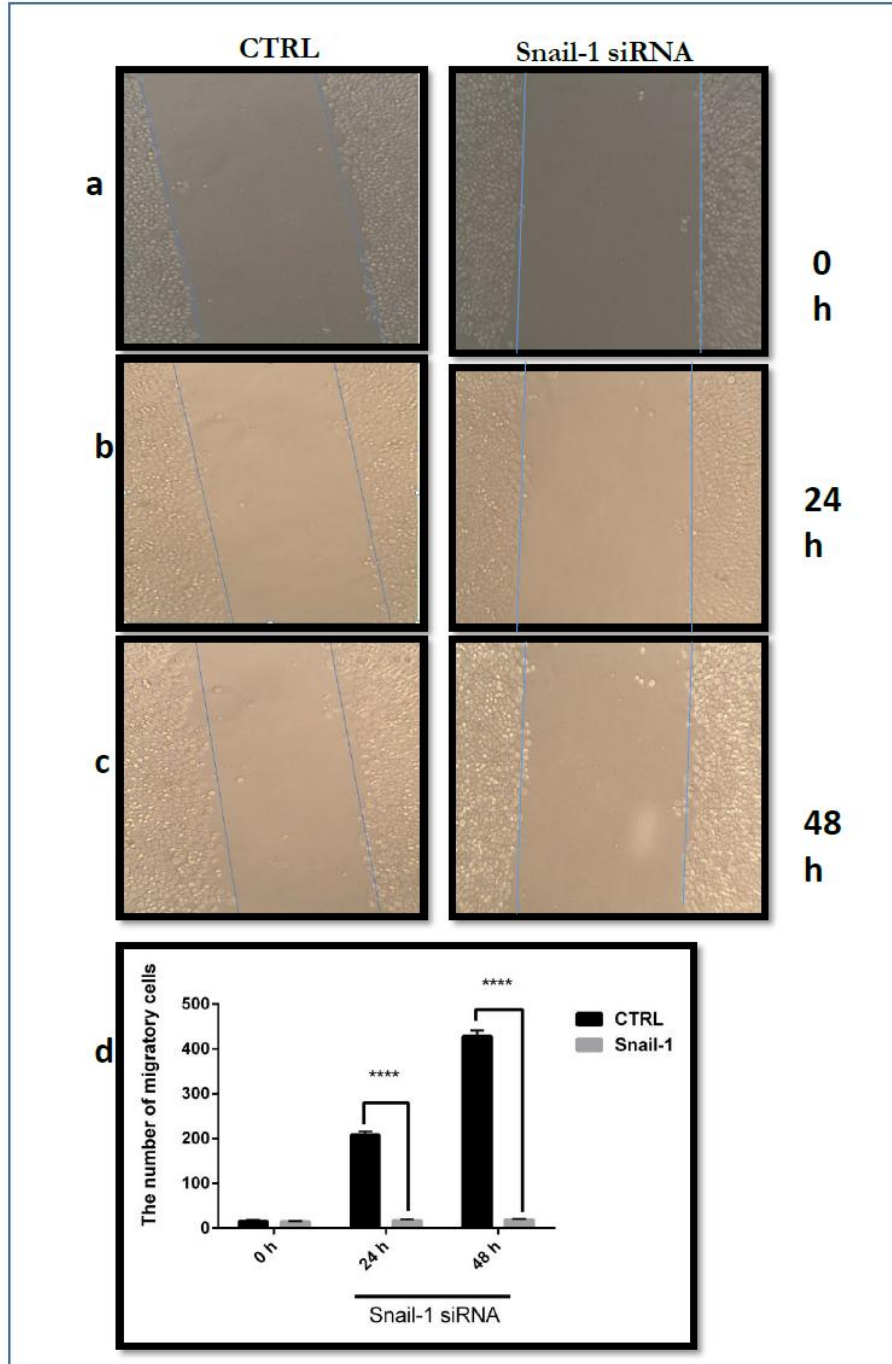 CTRL
Snail-1 siRNA
a
0
h
b
24
h
c
48
h
d
The number of migratory cells
500
400
300
200
100
0
****
****
CTRL
Snail-1
0 h
24 h
48 h
Snail-1 siRNA